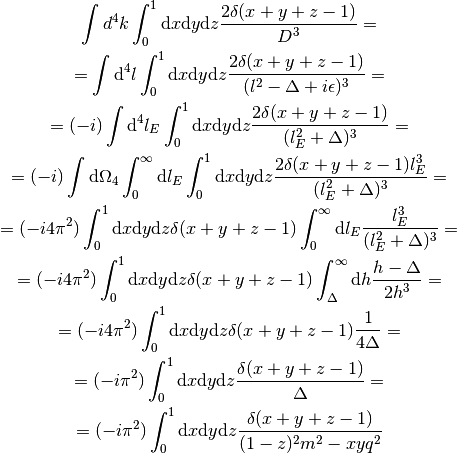 \int d^4k \int_0^1 \mathrm{d}x\mathrm{d}y\mathrm{d}z \frac{2\delta(x+y+z-1)}{D^3} =
= \int \mathrm{d}^4l \int_0^1 \mathrm{d}x\mathrm{d}y\mathrm{d}z \frac{2\delta(x+y+z-1)}{(l^2-\Delta+i\epsilon)^3} =
= (-i) \int \mathrm{d}^4l_E \int_0^1 \mathrm{d}x\mathrm{d}y\mathrm{d}z \frac{2\delta(x+y+z-1)}{(l_E^2+\Delta)^3} =
= (-i) \int \mathrm{d}\Omega_4 \int_0^\infty \mathrm{d}l_E \int_0^1 \mathrm{d}x\mathrm{d}y\mathrm{d}z \frac{2\delta(x+y+z-1)l_E^3}{(l_E^2+\Delta)^3} =
= (-i4\pi^2) \int_0^1 \mathrm{d}x\mathrm{d}y\mathrm{d}z \delta(x+y+z-1) \int_0^\infty \mathrm{d}l_E \frac{l_E^3}{(l_E^2+\Delta)^3} =
= (-i4\pi^2) \int_0^1 \mathrm{d}x\mathrm{d}y\mathrm{d}z \delta(x+y+z-1) \int_\Delta^\infty \mathrm{d}h \frac{h-\Delta}{2h^3} =
= (-i4\pi^2) \int_0^1 \mathrm{d}x\mathrm{d}y\mathrm{d}z \delta(x+y+z-1) \frac{1}{4\Delta} =
= (-i\pi^2) \int_0^1 \mathrm{d}x\mathrm{d}y\mathrm{d}z \frac{\delta(x+y+z-1)}{\Delta} =
= (-i\pi^2) \int_0^1 \mathrm{d}x\mathrm{d}y\mathrm{d}z \frac{\delta(x+y+z-1)}{(1-z)^2m^2-xyq^2}